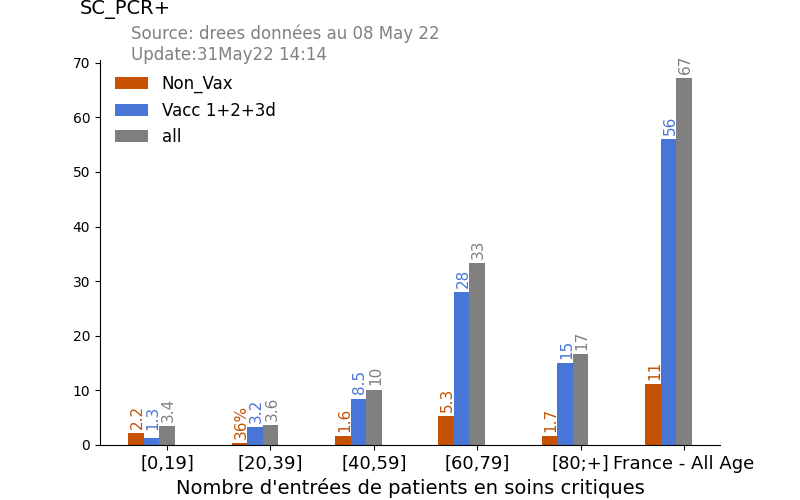 SC_PCR+
Source: drees données au 08 May 22
Update:31May22 14:14
Non_Vax
Vacc 1+2+3d
all
70
60
50
40
30
20
10
0
2.2 1.3 3.4
36% 3.2 3.6
1.6 8.5 10
5.3 28 33
1.7 15 17
11 56 67
[0,19] [20,39] [40,59] [60,79] [80;+] France - All Age
Nombre d'entrées de patients en soins critiques